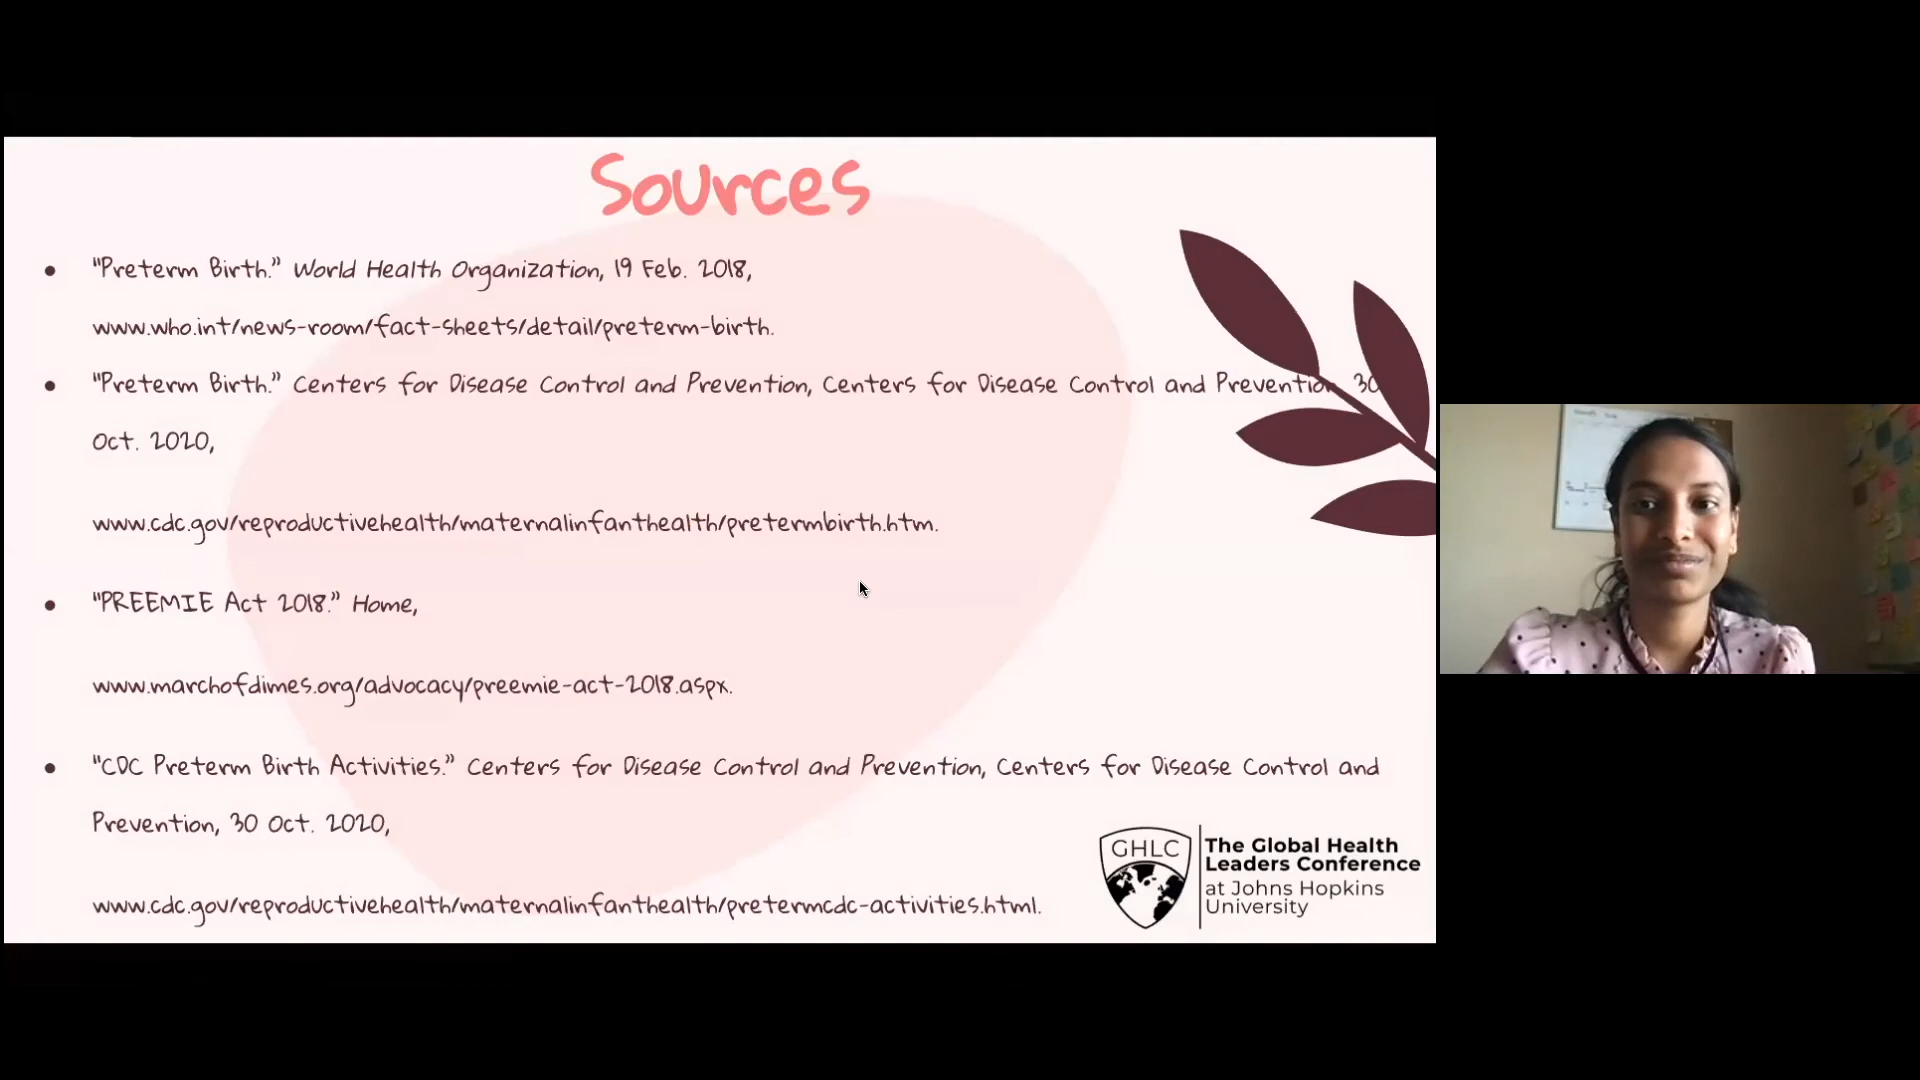 Sources
"Preterm Birth." World Health Organization, 19 Feb. 2018,
www.who.int/news-room/fact-sheets/detail/preterm-birth.
"Preterm Birth." Centers for Disease Control and Prevention, Centers for Disease Control and Prevention, 30
Oct. 2020,
www.cdc.gov/reproductivehealth/maternalinfanthealth/pretermbirth.htm.
"PREEMIE Act 2018." Home,
www.marchofdimes.org/advocacy/preemie-act-2018.aspx.
"CDC Preterm Birth Activities." Centers for Disease Control and Prevention, Centers for Disease Control and
Prevention, 30 Oct. 2020,
www.cdc.gov/reproductivehealth/maternalinfanthealth/pretermcdc-activities.html.
GHLC
The Global Health
Leaders Conference
at Johns Hopkins
University